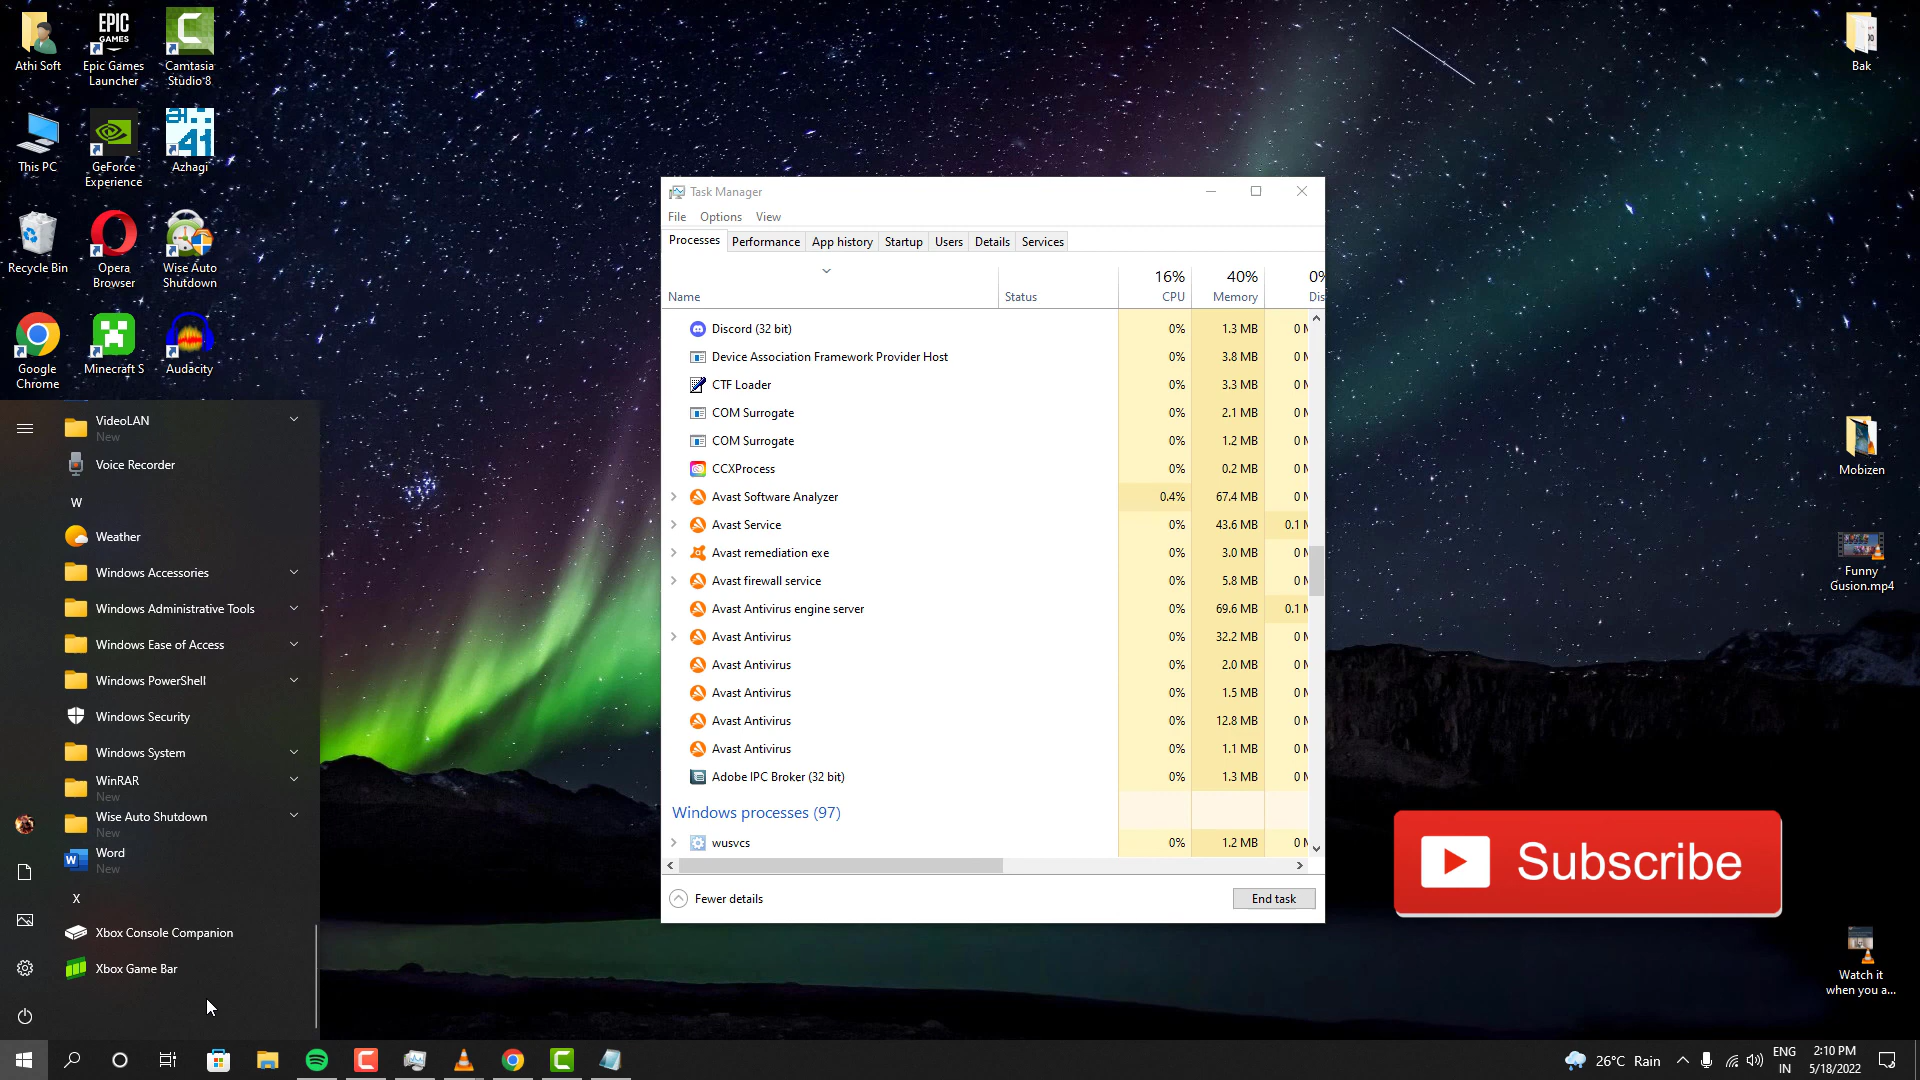 Athi Soft
EPIC
GAMES
Epic Games
Launcher
Camtasia
Studio 8
This PC
GeForce
Experience
41
Azhagi
Recycle Bin
Opera
Browser
Wise Auto
Shutdown
Google
Chrome
Minecraft S
Audacity
Bak
Mobizen
Funny
Gusion.mp4
Watch it
when you a...
VideoLAN
New
Voice Recorder
W
Weather
Windows Accessories
Windows Administrative Tools
Windows Ease of Access
Windows PowerShell
Windows Security
Windows System
WinRAR
New
Wise Auto Shutdown
New
Word
New
X
Xbox Console Companion
Xbox Game Bar
Task Manager
File Options View
Processes Performance App history Startup Users Details Services
16% 40% 0%
Name Status CPU Memory Dis
Discord (32 bit) 0% 1.3 MB 0 M
Device Association Framework Provider Host 0% 3.8 MB 0 M
CTF Loader 0% 3.3 MB 0 M
COM Surrogate 0% 2.1 MB 0 M
COM Surrogate 0% 1.2 MB 0 M
CCXProcess 0% 0.2 MB 0 M
Avast Software Analyzer 0.4% 67.4 MB 0 M
Avast Service 0% 43.6 MB 0.1 M
Avast remediation exe 0% 3.0 MB 0 M
Avast firewall service 0% 5.8 MB 0 M
Avast Antivirus engine server 0% 69.6 MB 0.1 M
Avast Antivirus 0% 32.2 MB 0 M
Avast Antivirus 0% 2.0 MB 0 M
Avast Antivirus 0% 1.5 MB 0 M
Avast Antivirus 0% 12.8 MB 0 M
Avast Antivirus 0% 1.1 MB 0 M
Adobe IPC Broker (32 bit) 0% 1.3 MB 0 M
Windows processes (97)
wusvcs 0% 1.2 MB 0 M
Fewer details End task
Subscribe
26°C Rain
ENG
IN
2:10 PM
5/18/2022